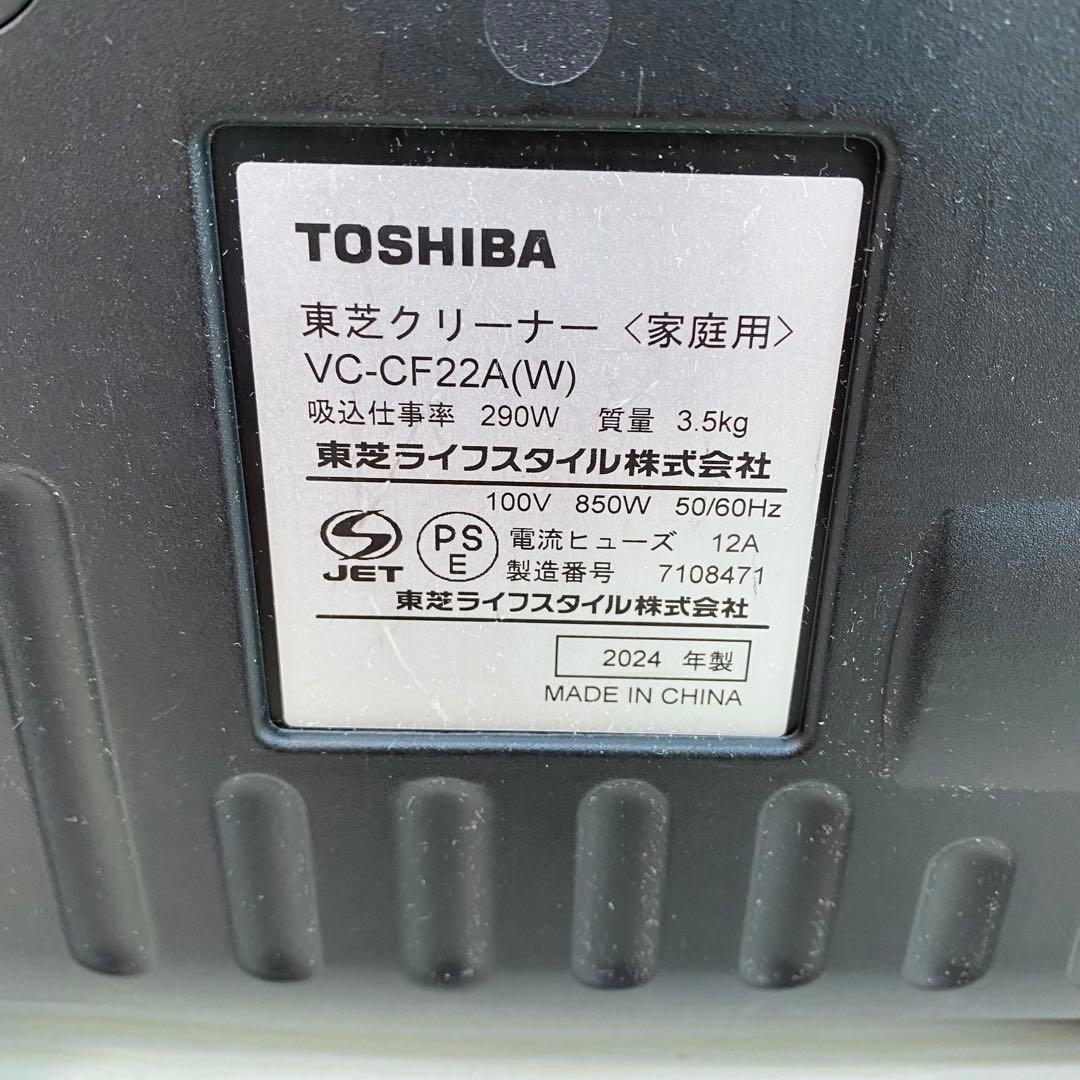 TOSHIBA
東芝クリーナー〈家庭用〉
VC-CF22A(W)
吸込仕事率 290W 質量 3.5kg
東芝ライフスタイル株式会社
100V 850W 50/60Hz
JET
PS
E
電流ヒューズ 12A
製造番号 7108471
東芝ライフスタイル株式会社
2024 年製
MADE IN CHINA